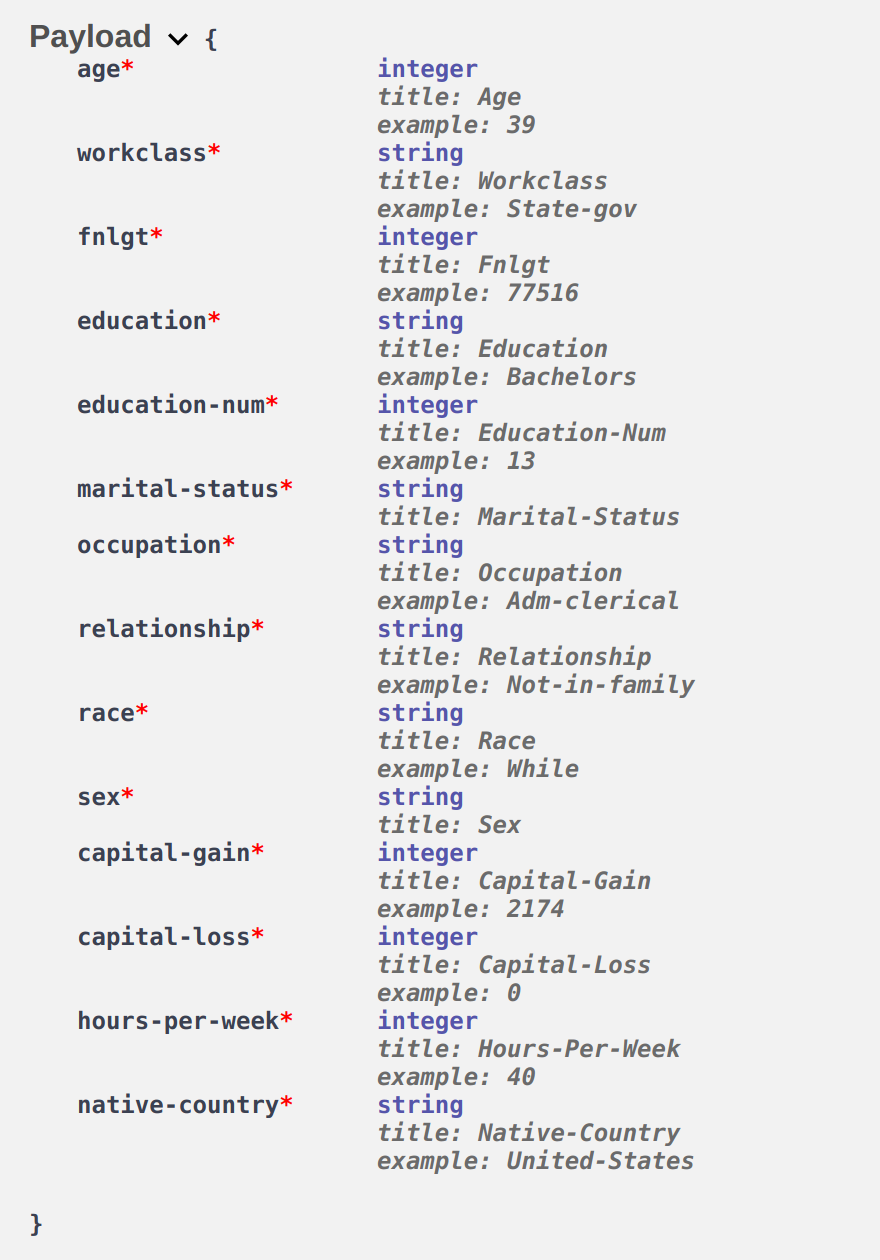 Payload {
age* integer
title: Age
example: 39
workclass* string
title: Workclass
example: State-gov
fnlgt* integer
title: Fnlgt
example: 77516
education* string
title: Education
example: Bachelors
education-num* integer
title: Education-Num
example: 13
marital-status* string
title: Marital-Status
occupation* string
title: Occupation
example: Adm-clerical
relationship* string
title: Relationship
example: Not-in-family
race* string
title: Race
example: While
sex* string
title: Sex
capital-gain* integer
title: Capital-Gain
example: 2174
capital-loss* integer
title: Capital-Loss
example: 0
hours-per-week* integer
title: Hours-Per-Week
example: 40
native-country* string
title: Native-Country
example: United-States
}